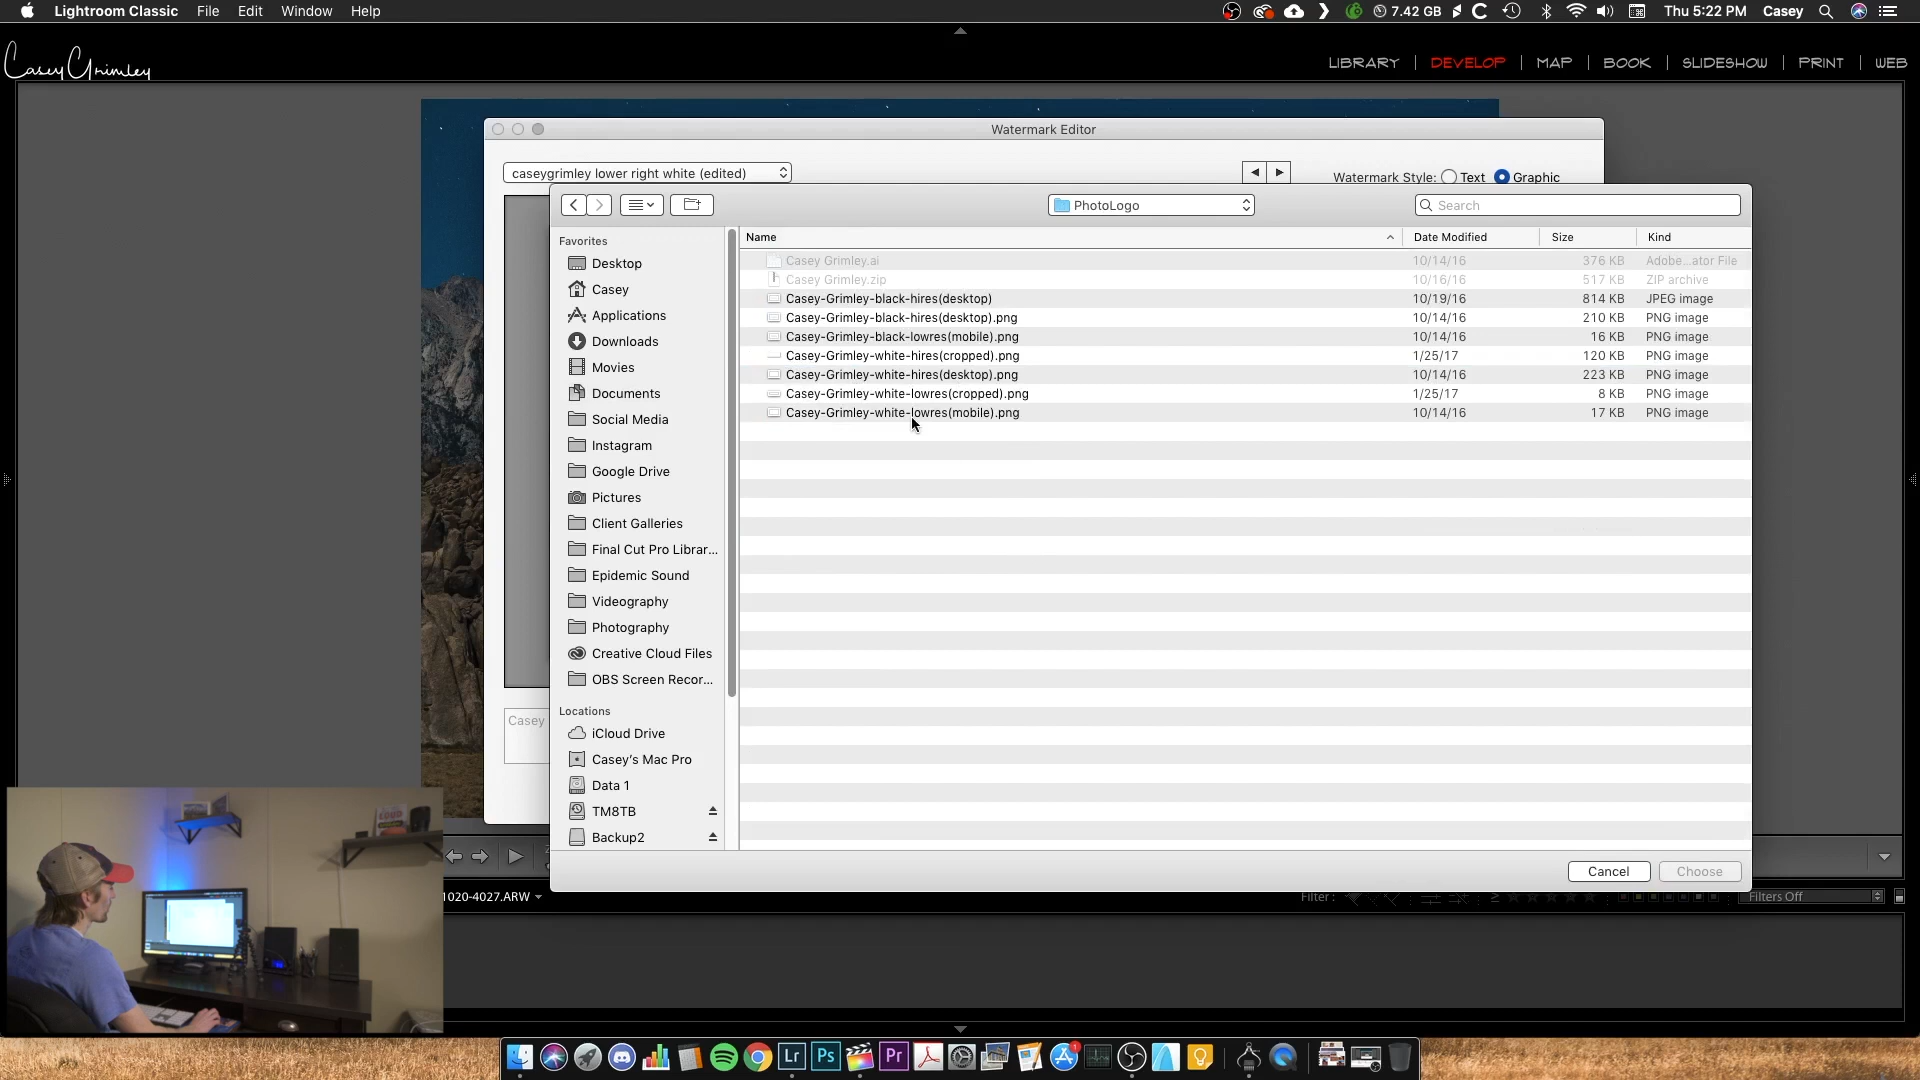 Lightroom Classic File Edit Window Help
7.42 GB Thu 5:22 PM Casey
Casey Grimley
LIBRARY | DEVELOP | MAP | BOOK | SLIDESHOW | PRINT | WEB
Watermark Editor
caseygrimley lower right white (edited)
Watermark Style: Text Graphic
PhotoLogo
Search
Favorites
Desktop
Casey
Applications
Downloads
Movies
Documents
Social Media
Instagram
Google Drive
Pictures
Client Galleries
Final Cut Pro Librar...
Epidemic Sound
Videography
Photography
Creative Cloud Files
OBS Screen Recor...
Locations
iCloud Drive
Casey's Mac Pro
Data 1
TM8TB
Backup2
Name Date Modified Size Kind
Casey Grimley.ai 10/14/16 376 KB Adobe...ator File
Casey Grimley.zip 10/16/16 517 KB ZIP archive
Casey-Grimley-black-hires(desktop) 10/19/16 814 KB JPEG image
Casey-Grimley-black-hires(desktop).png 10/14/16 210 KB PNG image
Casey-Grimley-black-lowres(mobile).png 10/14/16 16 KB PNG image
Casey-Grimley-white-hires(cropped).png 1/25/17 120 KB PNG image
Casey-Grimley-white-hires(desktop).png 10/14/16 223 KB PNG image
Casey-Grimley-white-lowres(cropped).png 1/25/17 8 KB PNG image
Casey-Grimley-white-lowres(mobile).png 10/14/16 17 KB PNG image
Casey
Cancel Choose
1020-4027.ARW
Filter: Filters Off
Lr Ps Pr
1